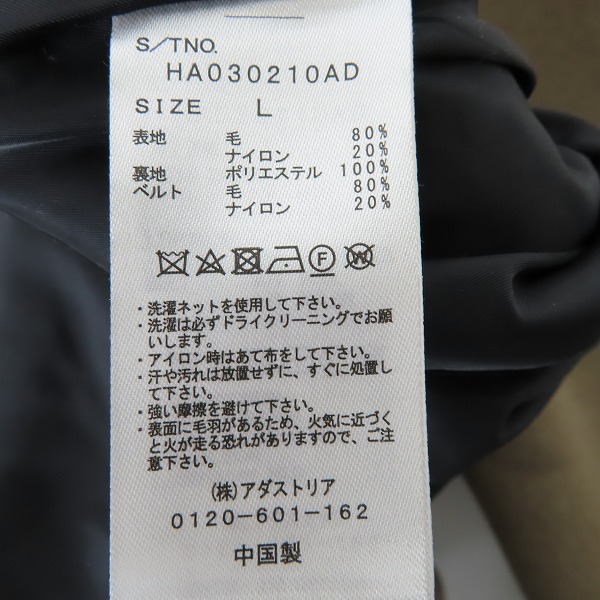 S/TNO.
HA030210AD
SIZE L
表地 毛 80%
ナイロン 20%
裏地 ポリエステル 100%
ベルト 毛 80%
ナイロン 20%
F W
・洗濯ネットを使用して下さい。
・洗濯は必ずドライクリーニングでお願
いします。
・アイロン時はあて布をして下さい。
・汗や汚れは放置せずに、すぐに処置し
て下さい。
・強い摩擦を避けて下さい。
・表面に毛羽があるため、火気に近づく
と火が走る恐れがありますので、ご注
意下さい。
(株)アダストリア
0120-601-162
中国製